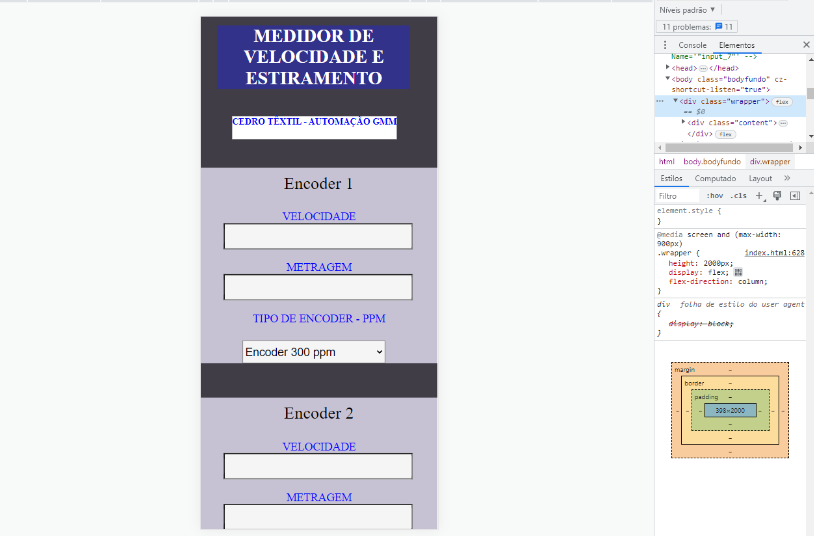 MEDIDOR DE
VELOCIDADE E
ESTIRAMENTO
CEDRO TÊXTIL - AUTOMAÇÃO GMM
Encoder 1
VELOCIDADE
METRAGEM
TIPO DE ENCODER - PPM
Encoder 300 ppm
Encoder 2
VELOCIDADE
METRAGEM
Níveis padrão ▼
11 problemas: 11
Console Elementos
Name='"input_7"' -->
<head> … </head>
<body class="bodyfundo" cz-
shortcut-listen="true">
<div class="wrapper"> flex
== $0
<div class="content"> …
</div> flex
html body.bodyfundo div.wrapper
Estilos Computado Layout »
Filtro :hov .cls +
element.style {
}
@media screen and (max-width:
900px)
.wrapper { index.html:628
height: 2000px;
display: flex;
flex-direction: column;
}
div folha de estilo do user agent
{
display: block;
}
margin -
border -
padding -
- - - 398×2000 - - -
-
-
-